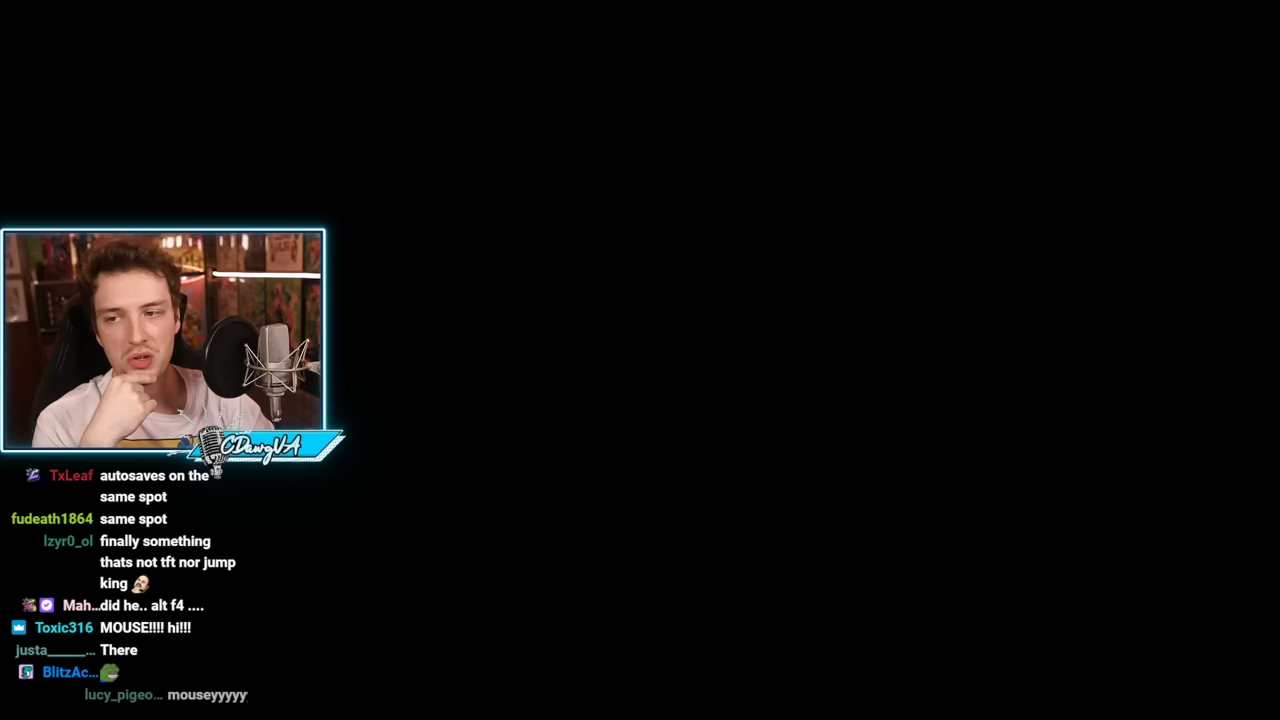 CDawgVA
TxLeaf autosaves on the
same spot
fudeath1864 same spot
lzyr0_ol finally something
thats not tft nor jump
king
Mah... did he.. alt f4 ....
Toxic316 MOUSE!!!! hi!!!
justa_____... There
BlitzAc...
lucy_pigeo... mouseyyyyy